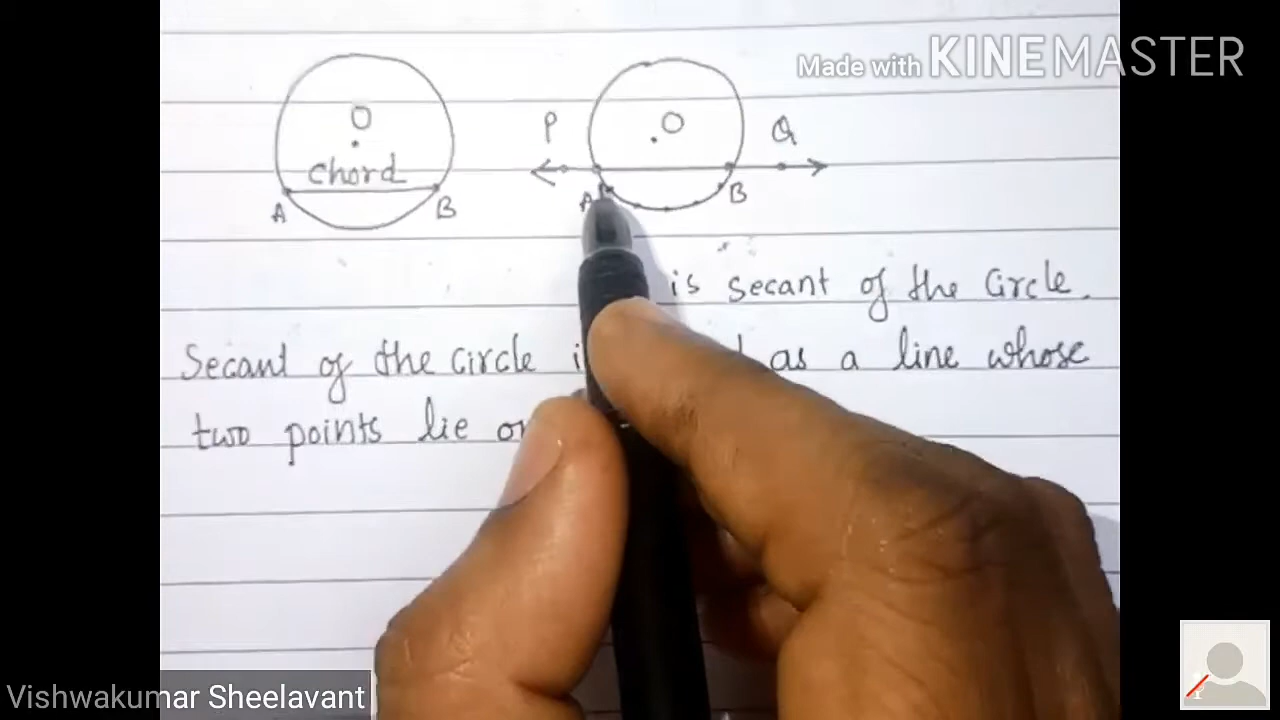 Made with KINEMASTER
O
O
P
Q
chord
A
B
A
B
is secant of the circle.
Secant of the circle as a line whose
two points lie
Vishwakumar Sheelavant